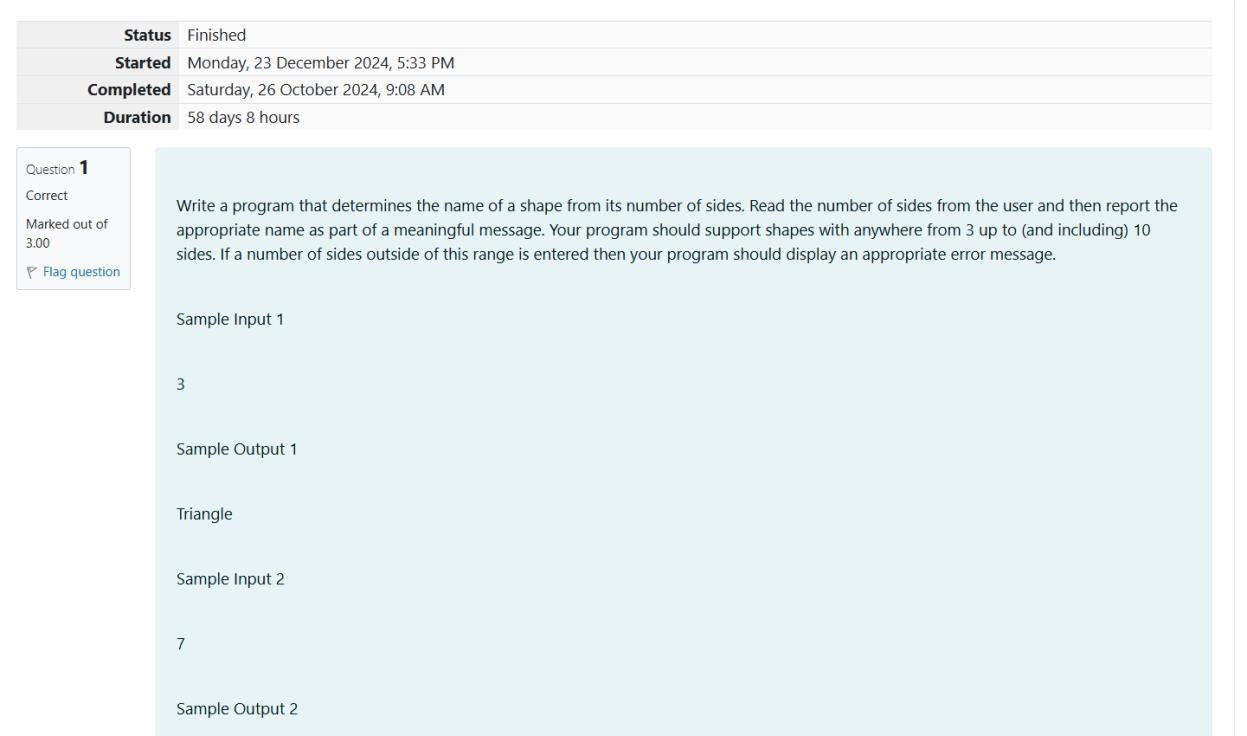 Status Finished
Started Monday, 23 December 2024, 5:33 PM
Completed Saturday, 26 October 2024, 9:08 AM
Duration 58 days 8 hours
Question 1
Correct
Marked out of
3.00
Flag question
Write a program that determines the name of a shape from its number of sides. Read the number of sides from the user and then report the
appropriate name as part of a meaningful message. Your program should support shapes with anywhere from 3 up to (and including) 10
sides. If a number of sides outside of this range is entered then your program should display an appropriate error message.
Sample Input 1
3
Sample Output 1
Triangle
Sample Input 2
7
Sample Output 2